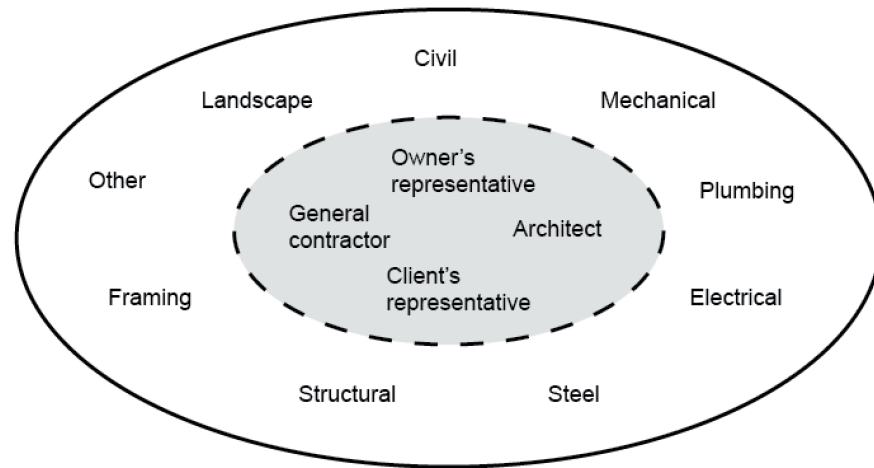 Civil
Landscape
Mechanical
Other
Owner's
representative
Plumbing
General
contractor
Architect
Client's
representative
Framing
Electrical
Structural
Steel